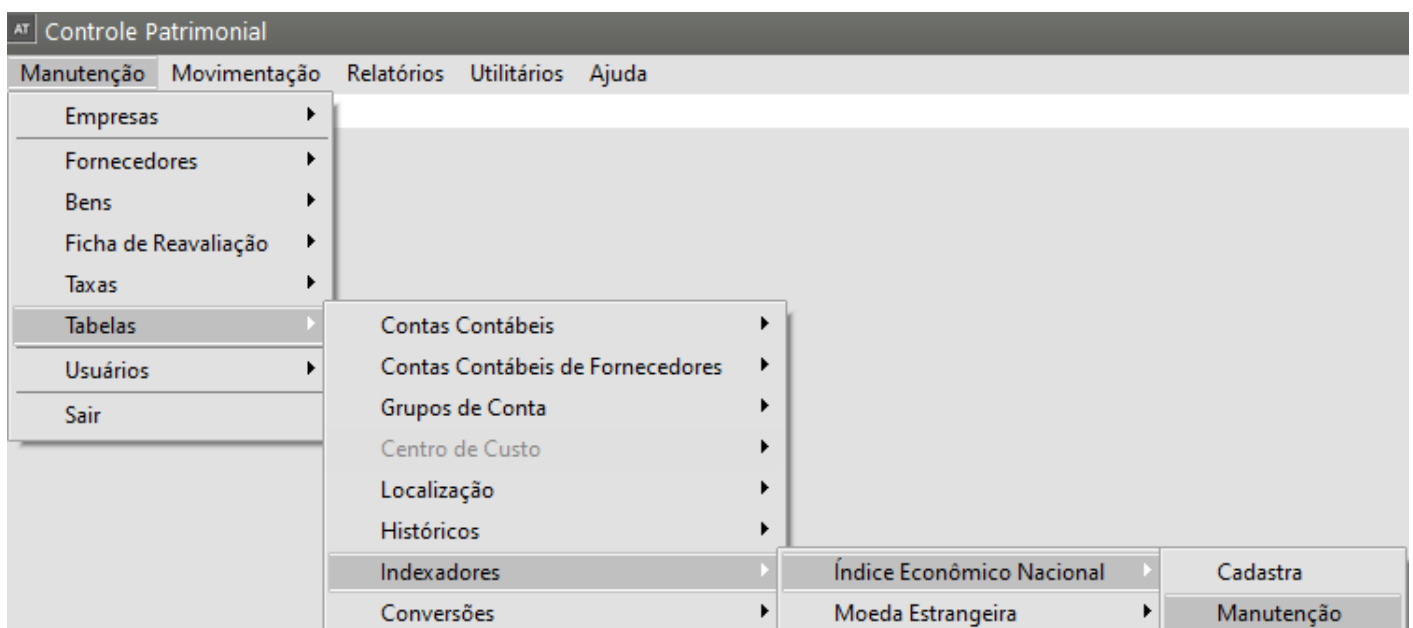 AT Controle Patrimonial
Manutenção Movimentação Relatórios Utilitários Ajuda
Empresas
Fornecedores
Bens
Ficha de Reavaliação
Taxas
Tabelas
Usuários
Sair
Contas Contábeis
Contas Contábeis de Fornecedores
Grupos de Conta
Centro de Custo
Localização
Históricos
Indexadores
Conversões
Índice Econômico Nacional
Moeda Estrangeira
Cadastra
Manutenção